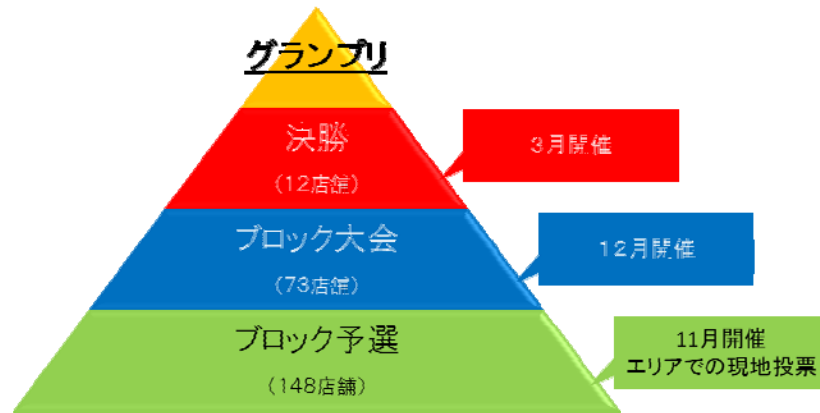 グランプリ
決勝
(12店舗)
3月開催
ブロック大会
(73店舗)
12月開催
ブロック予選
(148店舗)
11月開催
エリアでの現地投票